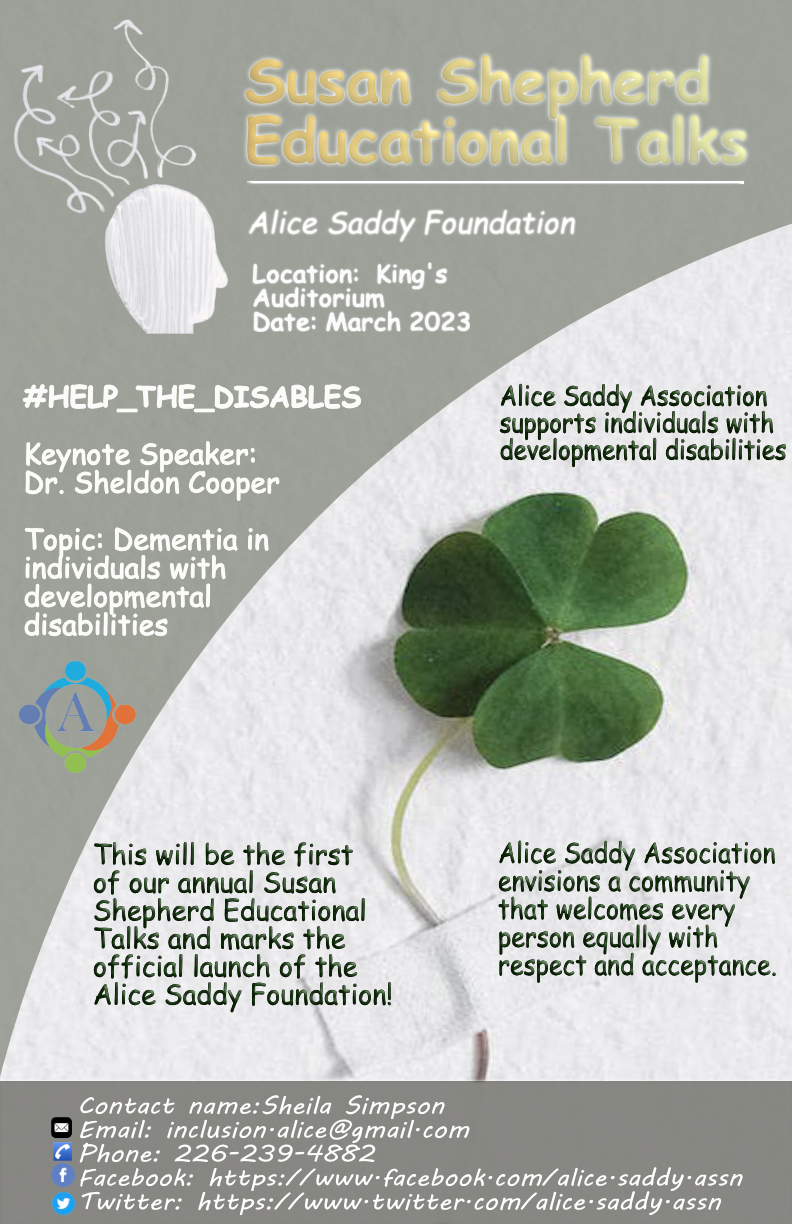 Susan Shepherd
Educational Talks
Alice Saddy Foundation
Location: King's
Auditorium
Date: March 2023
#HELP_THE_DISABLES
Keynote Speaker:
Dr. Sheldon Cooper
Topic: Dementia in
individuals with
developmental
disabilities
A
Alice Saddy Association
supports individuals with
developmental disabilities
This will be the first
of our annual Susan
Shepherd Educational
Talks and marks the
official launch of the
Alice Saddy Foundation!
Alice Saddy Association
envisions a community
that welcomes every
person equally with
respect and acceptance.
Contact name:Sheila Simpson
Email: inclusion.alice@gmail.com
Phone: 226-239-4882
Facebook: https://www.facebook.com/alice.saddy.assn
Twitter: https://www.twitter.com/alice.saddy.assn